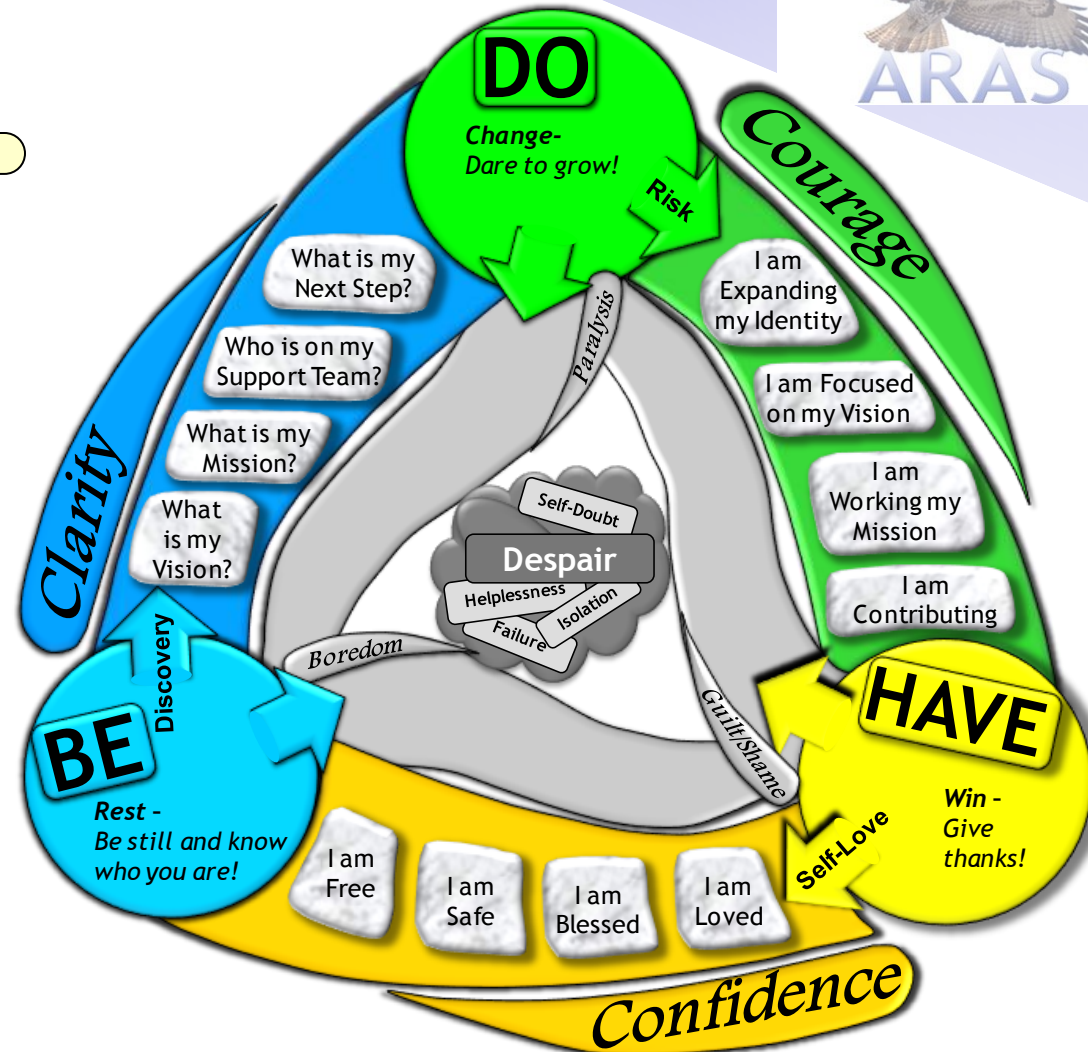 ARAS
DO
Change-
Dare to grow!
Risk
Courage
What is my
Next Step?
Who is on my
Support Team?
What is my
Mission?
What
is my
Vision?
Clarity
I am
Expanding
my Identity
I am Focused
on my Vision
I am
Working my
Mission
I am
Contributing
Paralysis
Self-Doubt
Despair
Helplessness
Isolation
Failure
Boredom
Guilt/Shame
Discovery
BE
Rest –
Be still and know
who you are!
HAVE
Win –
Give
thanks!
Self-Love
I am
Free
I am
Safe
I am
Blessed
I am
Loved
Confidence